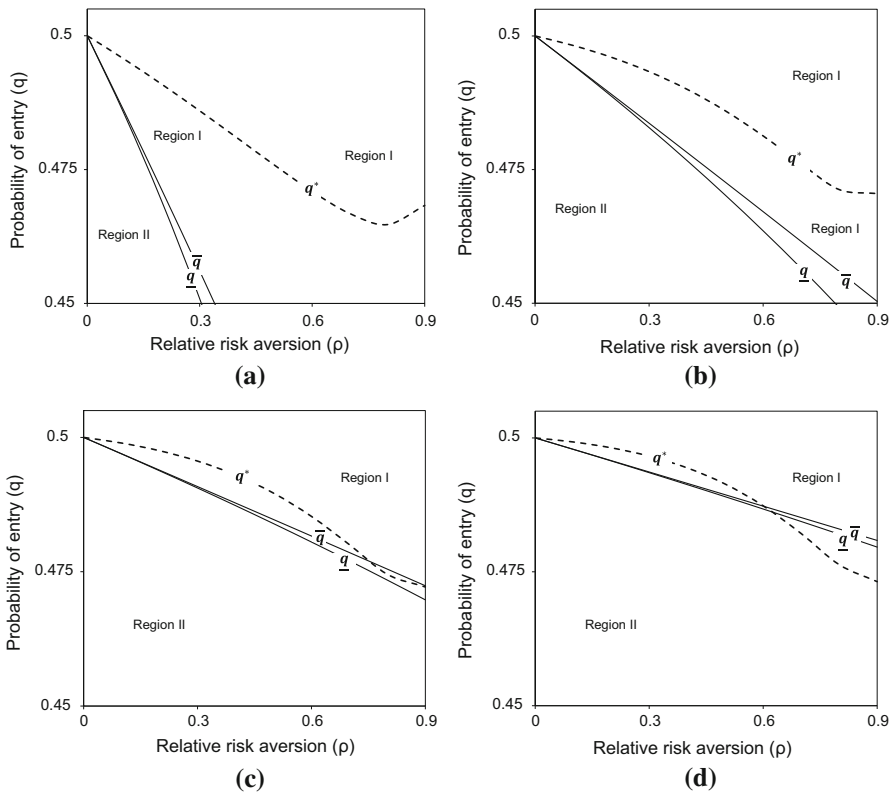 0.5
Probability of entry (q)
Region I
Region I
0.475
q*
Region II
q̅
q̲
0.45
0 0.3 0.6 0.9
Relative risk aversion (ρ)
(a)
0.5
Probability of entry (q)
Region I
0.475
q*
Region II
Region I
q̲
q̅
0.45
0 0.3 0.6 0.9
Relative risk aversion (ρ)
(b)
0.5
Probability of entry (q)
q*
Region I
q̅
q̲
0.475
Region II
0.45
0 0.3 0.6 0.9
Relative risk aversion (ρ)
(c)
0.5
Probability of entry (q)
q*
Region I
q̅
q̲
0.475
Region II
0.45
0 0.3 0.6 0.9
Relative risk aversion (ρ)
(d)